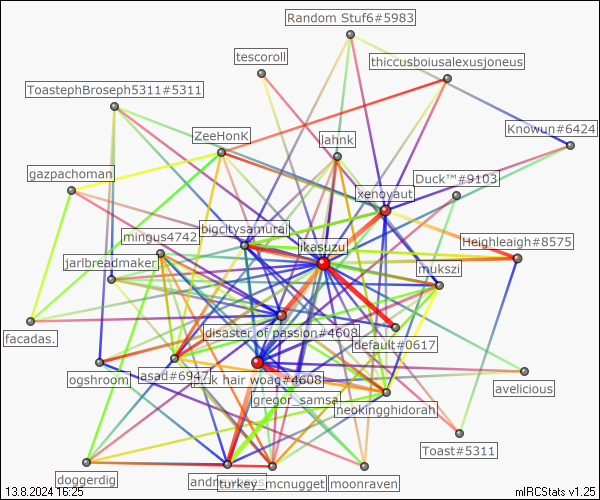 Random Stuf6#5983
tescoroll
thiccusboiusalexusjoneus
ToastephBroseph5311#5311
Knowun#6424
ZeeHonK
lahnk
gazpachoman
Duck™#9103
xenoyaut
bigcitysamurai
mingus4742
ikasuzu
Heighleaigh#8575
jarlbreadmaker
mukszi
facadas.
disaster of passion#4608
default#0617
ogshroom
asad#6947
hair woag#4608
avelicious
gregor_samsa
neokingghidorah
Toast#5311
doggerdig
turkey_mcnugget
moonraven
13.8.2024 16:25
mIRCStats v1.25